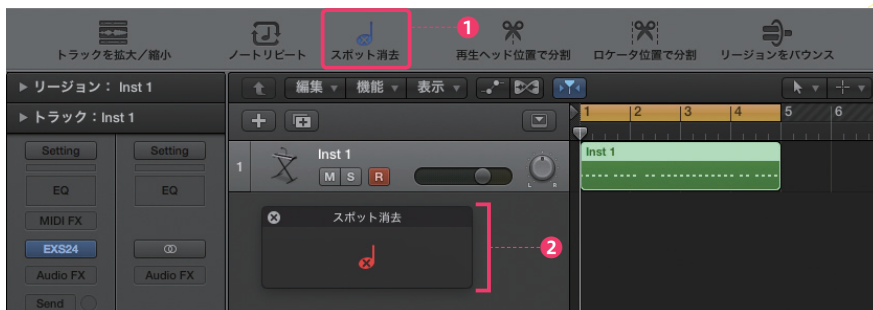 1
トラックを拡大／縮小 ノートリピート スポット消去 再生ヘッド位置で分割 ロケータ位置で分割 リージョンをバウンス
▶ リージョン： Inst 1
編集 機能 表示
▶ トラック：Inst 1
1 2 3 4 5 6
Setting Setting
1 Inst 1
M S R
L R
Inst 1
EQ EQ
MIDI FX
スポット消去
EXS24
2
Audio FX Audio FX
Send